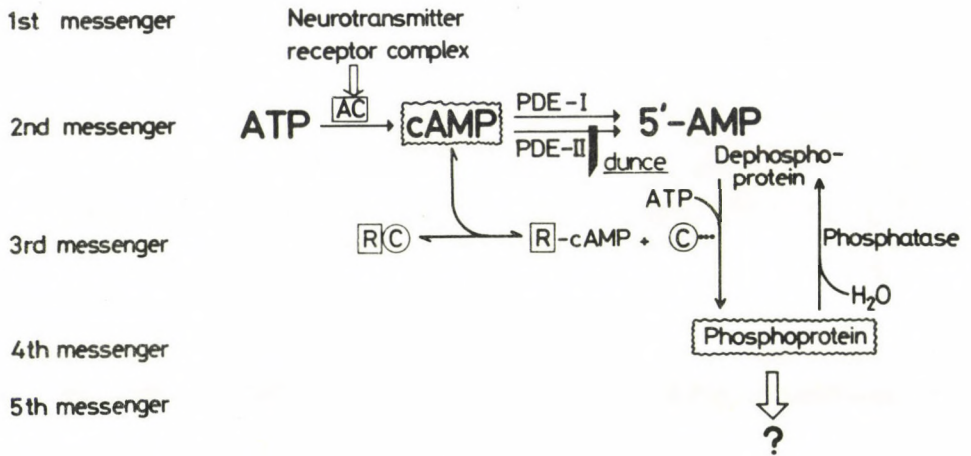 1st messenger
Neurotransmitter
receptor complex
2nd messenger
ATP
AC
cAMP
PDE-I
PDE-II
dunce
5'-AMP
Dephospho-
protein
ATP
3rd messenger
RC
R-cAMP + C
Phosphatase
H₂O
4th messenger
Phosphoprotein
5th messenger
?